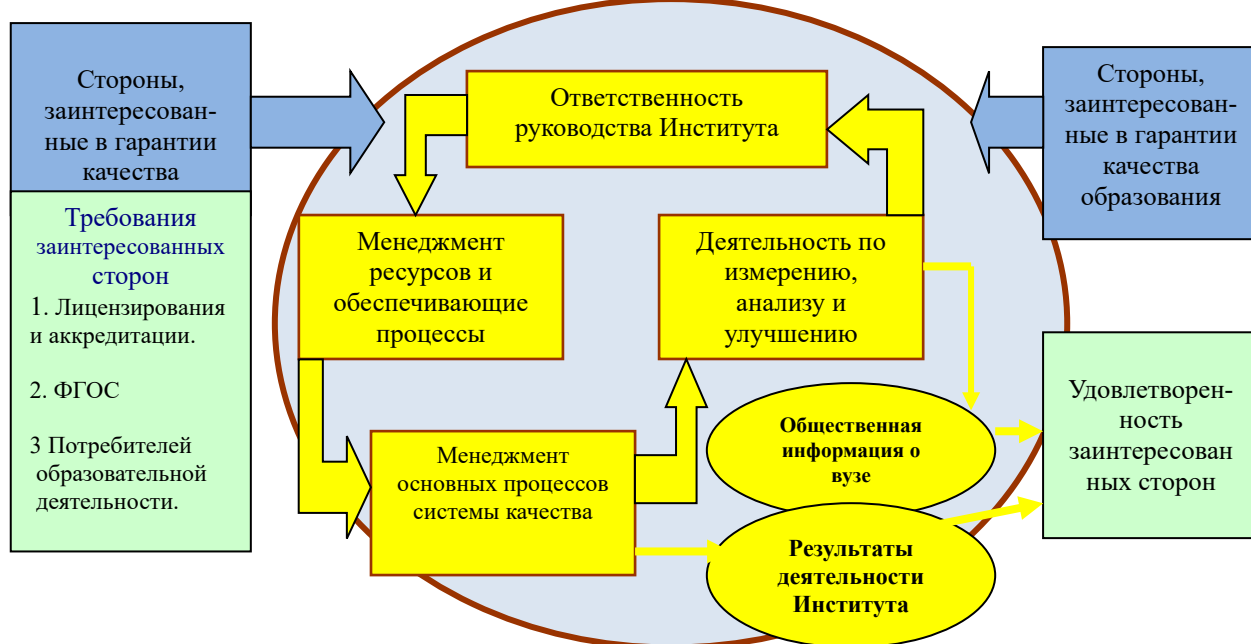 Стороны,
заинтересован-
ные в гарантии
качества
Требования
заинтересованных
сторон
1. Лицензирования
и аккредитации.
2. ФГОС
3 Потребителей
образовательной
деятельности.
Ответственность
руководства Института
Менеджмент
ресурсов и
обеспечивающие
процессы
Деятельность по
измерению,
анализу и
улучшению
Менеджмент
основных процессов
системы качества
Общественная
информация о
вузе
Результаты
деятельности
Института
Стороны,
заинтересован-
ные в гарантии
качества
образования
Удовлетворен-
ность
заинтересован
ных сторон